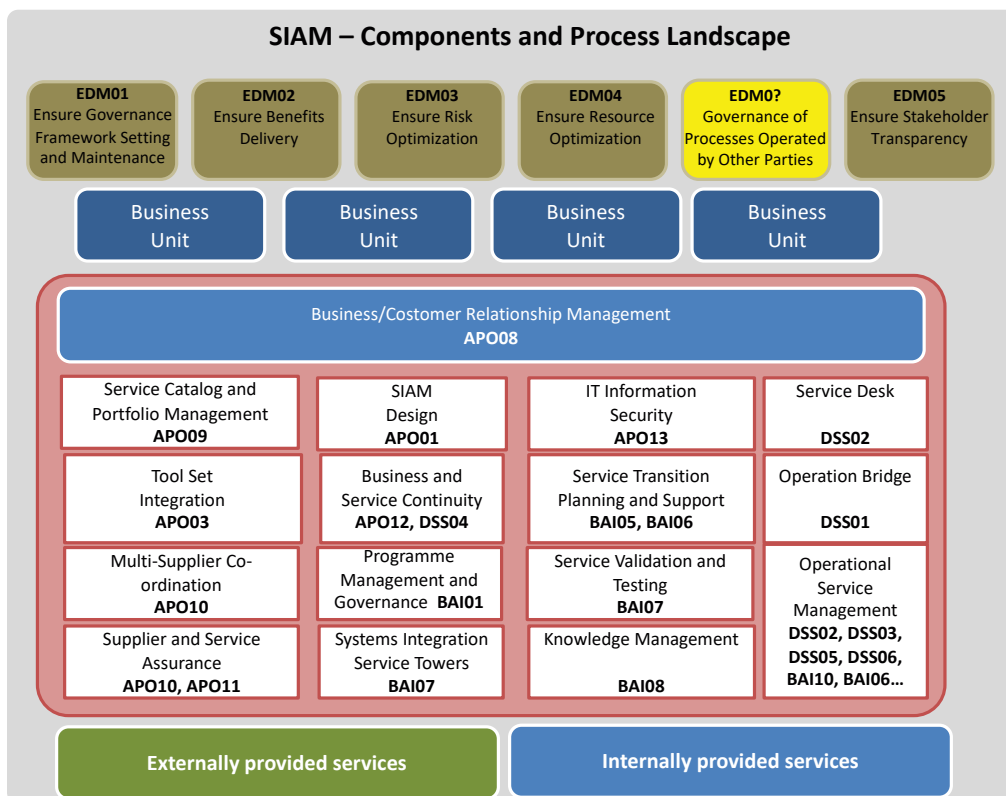 SIAM – Components and Process Landscape
EDM01
Ensure Governance
Framework Setting
and Maintenance
EDM02
Ensure Benefits
Delivery
EDM03
Ensure Risk
Optimization
EDM04
Ensure Resource
Optimization
EDM0?
Governance of
Processes Operated
by Other Parties
EDM05
Ensure Stakeholder
Transparency
Business
Unit
Business
Unit
Business
Unit
Business
Unit
Business/Costomer Relationship Management
APO08
Service Catalog and
Portfolio Management
APO09
SIAM
Design
APO01
IT Information
Security
APO13
Service Desk
DSS02
Tool Set
Integration
APO03
Business and
Service Continuity
APO12, DSS04
Service Transition
Planning and Support
BAI05, BAI06
Operation Bridge
DSS01
Multi-Supplier Co-
ordination
APO10
Programme
Management and
Governance BAI01
Service Validation and
Testing
BAI07
Operational
Service
Management
DSS02, DSS03,
DSS05, DSS06,
BAI10, BAI06...
Supplier and Service
Assurance
APO10, APO11
Systems Integration
Service Towers
BAI07
Knowledge Management
BAI08
Externally provided services
Internally provided services